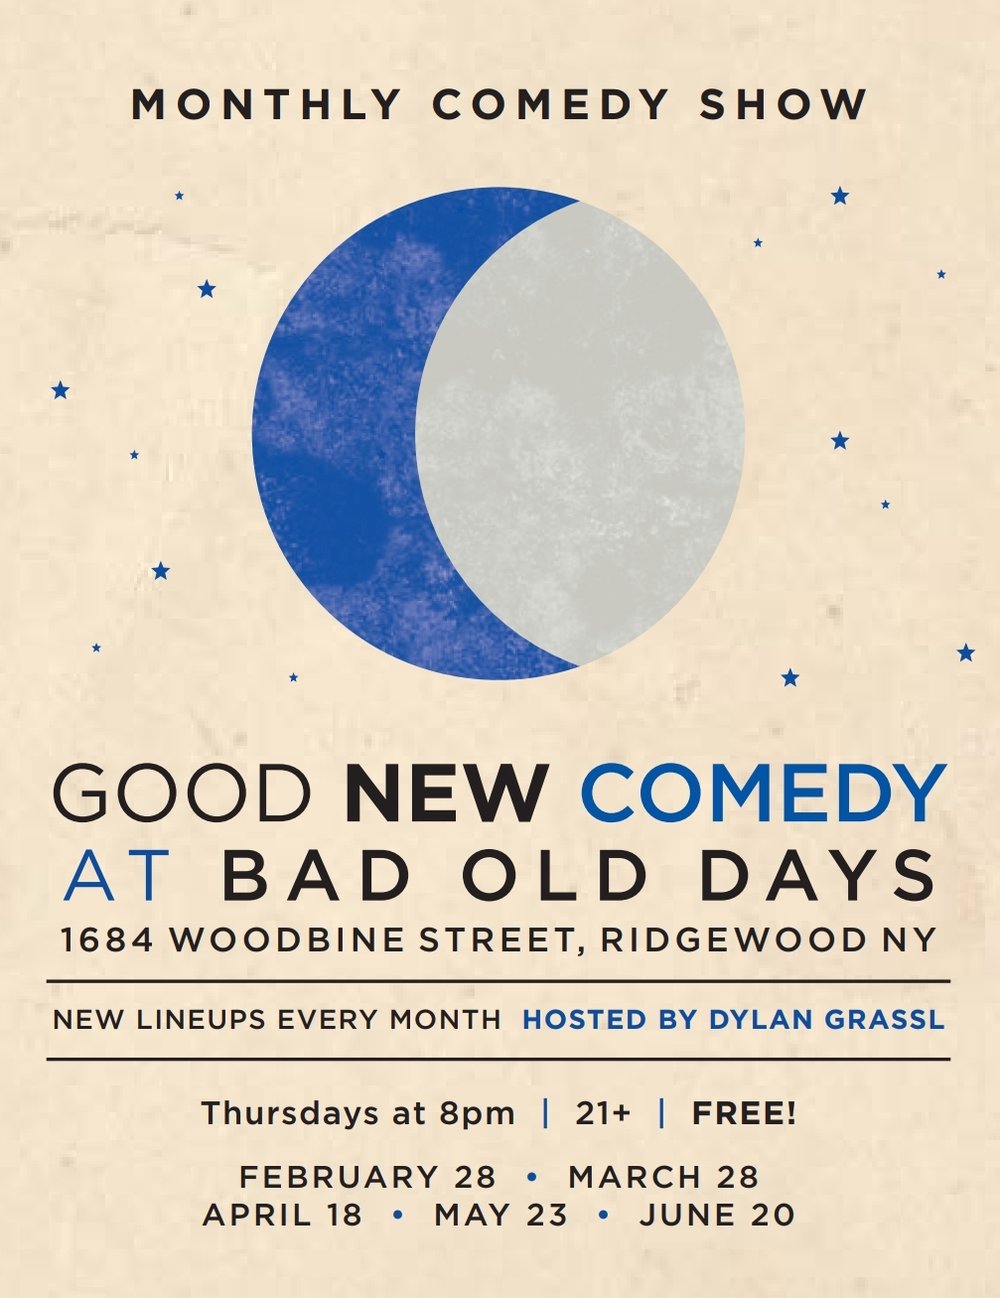 MONTHLY COMEDY SHOW
GOOD NEW COMEDY
AT BAD OLD DAYS
1684 WOODBINE STREET, RIDGEWOOD NY
NEW LINEUPS EVERY MONTH HOSTED BY DYLAN GRASSL
Thursdays at 8pm | 21+ | FREE!
FEBRUARY 28 • MARCH 28
APRIL 18 • MAY 23 • JUNE 20